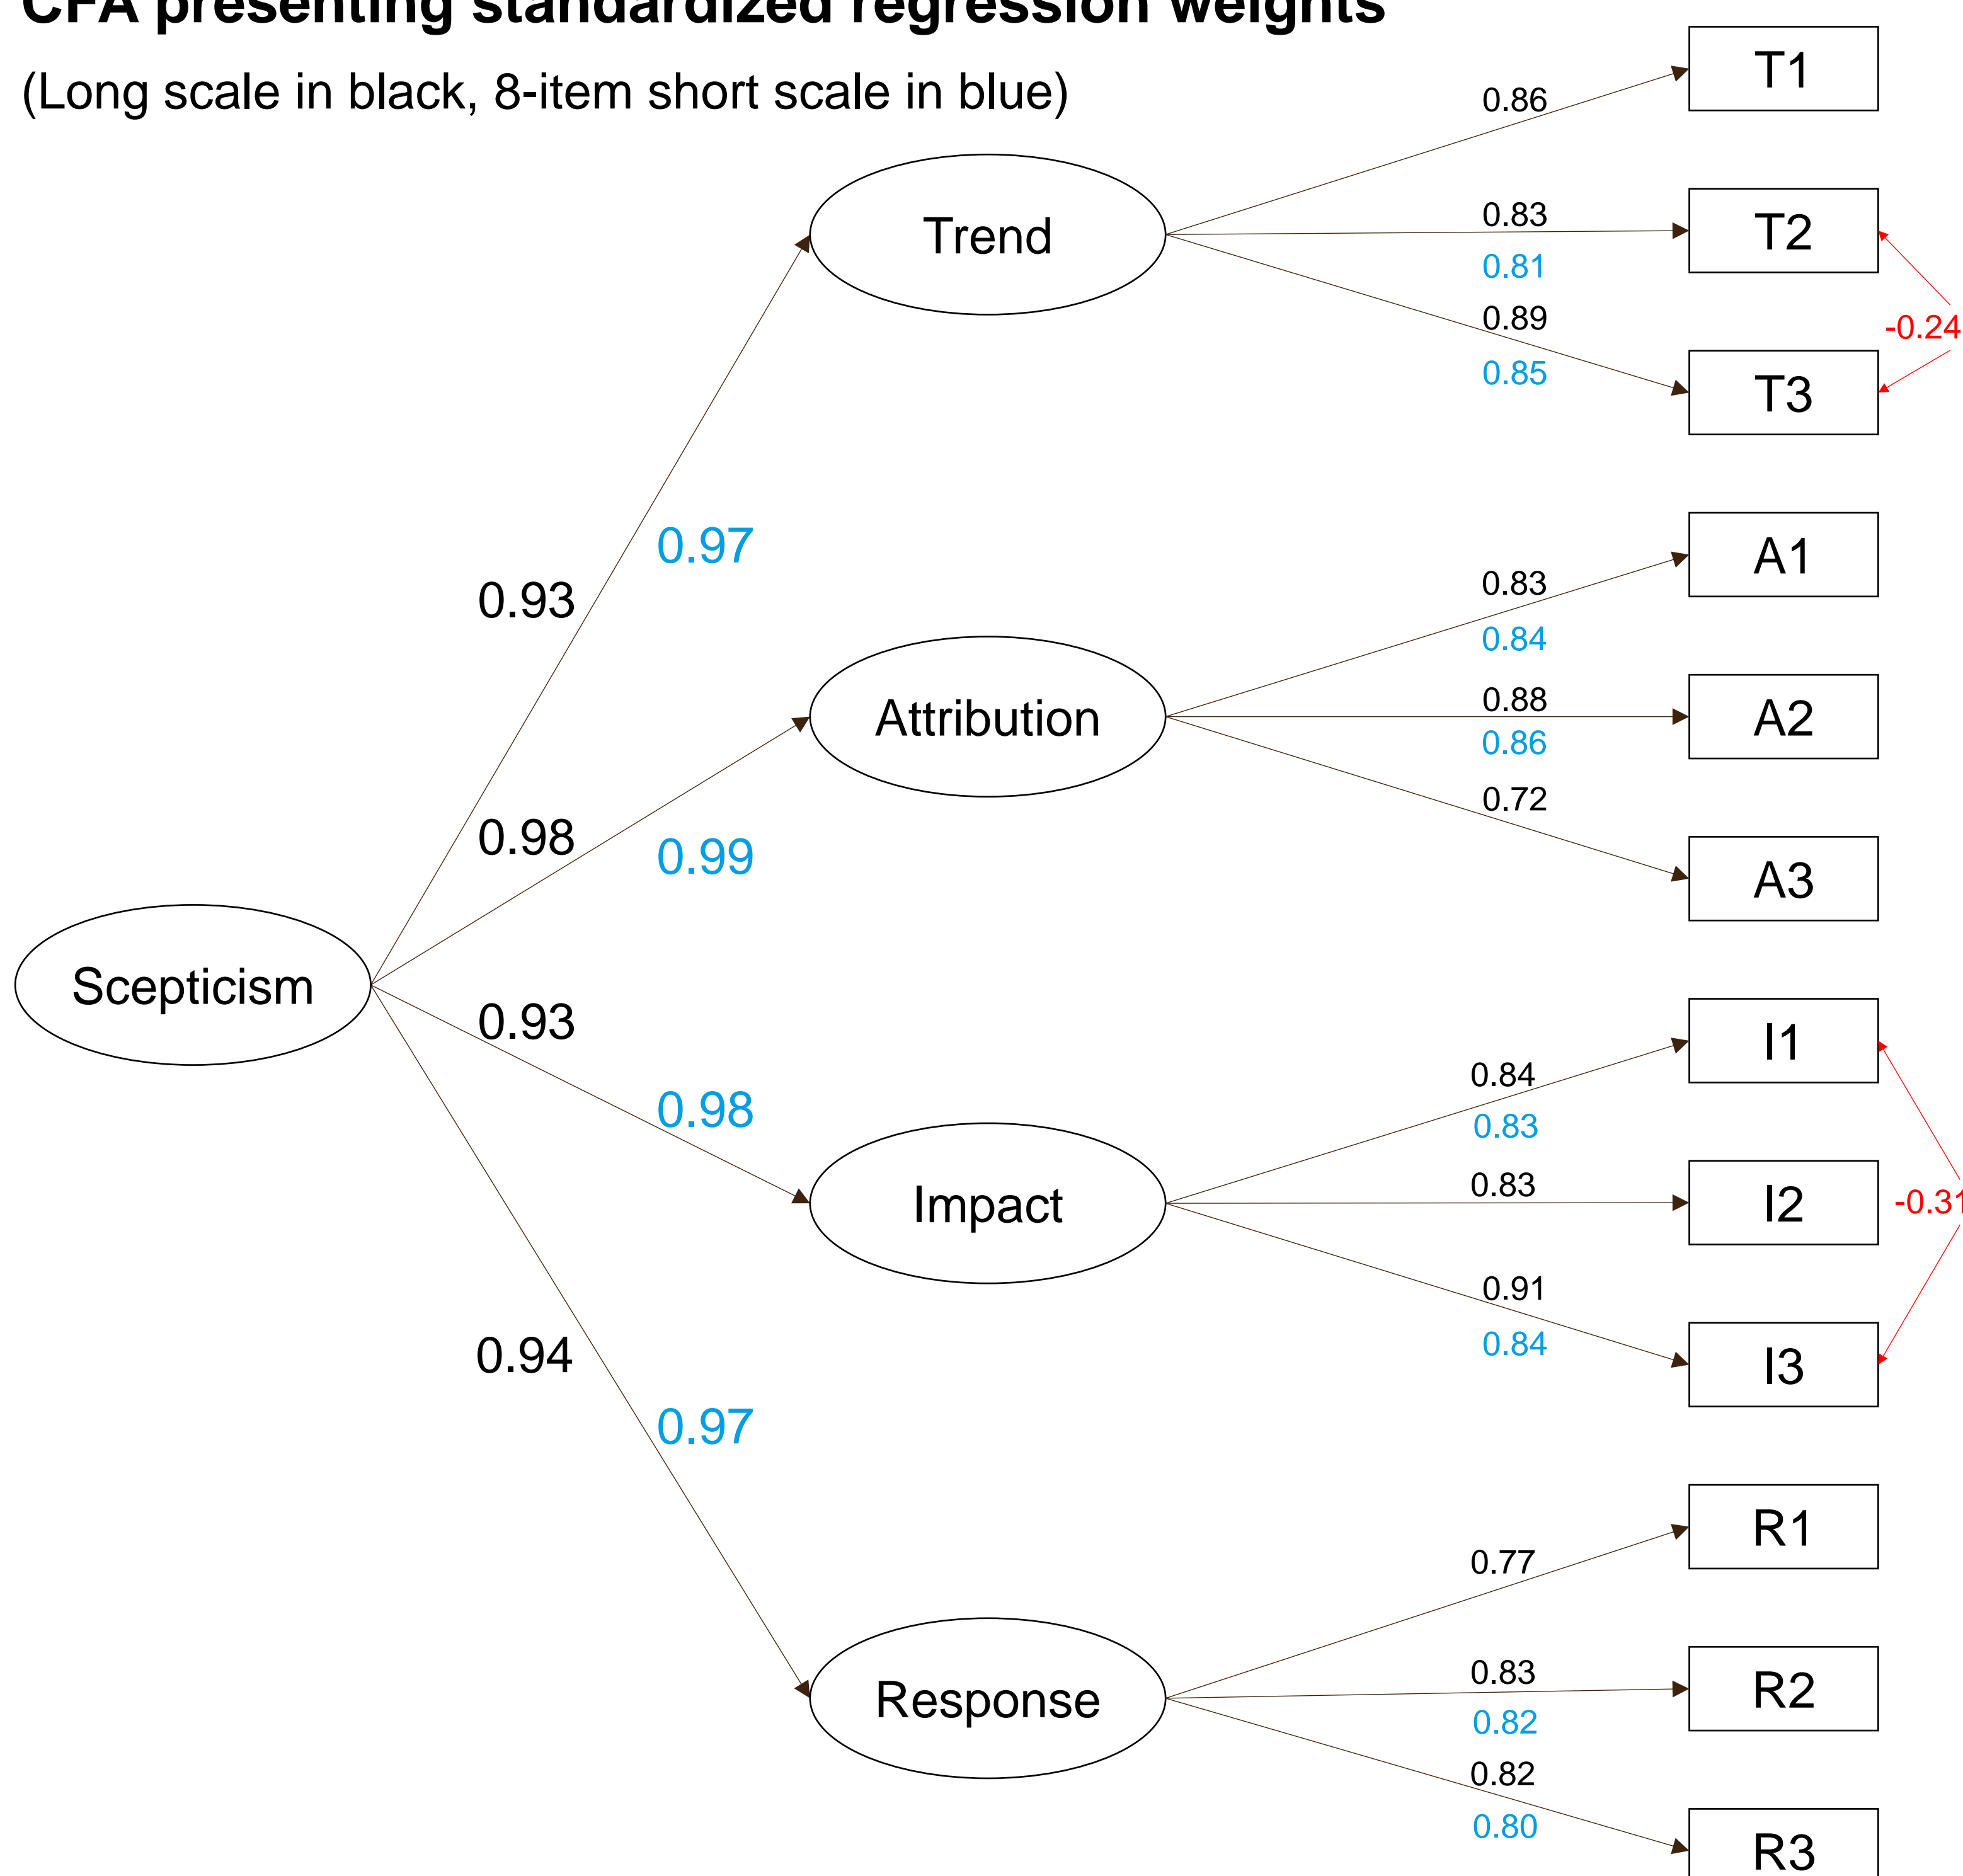 CFA presenting standardized regression weights
(Long scale in black, 8-item short scale in blue)
T1
0.86
Trend
0.83
T2
0.81
0.89
-0.24
0.85
T3
0.97
0.93
A1
0.83
0.84
Attribution
0.88
A2
0.86
0.72
0.98
0.99
A3
Scepticism
0.93
I1
0.84
0.98
0.83
Impact
0.83
I2
-0.31
0.91
0.84
I3
0.94
0.97
R1
0.77
Response
0.83
R2
0.82
0.82
0.80
R3